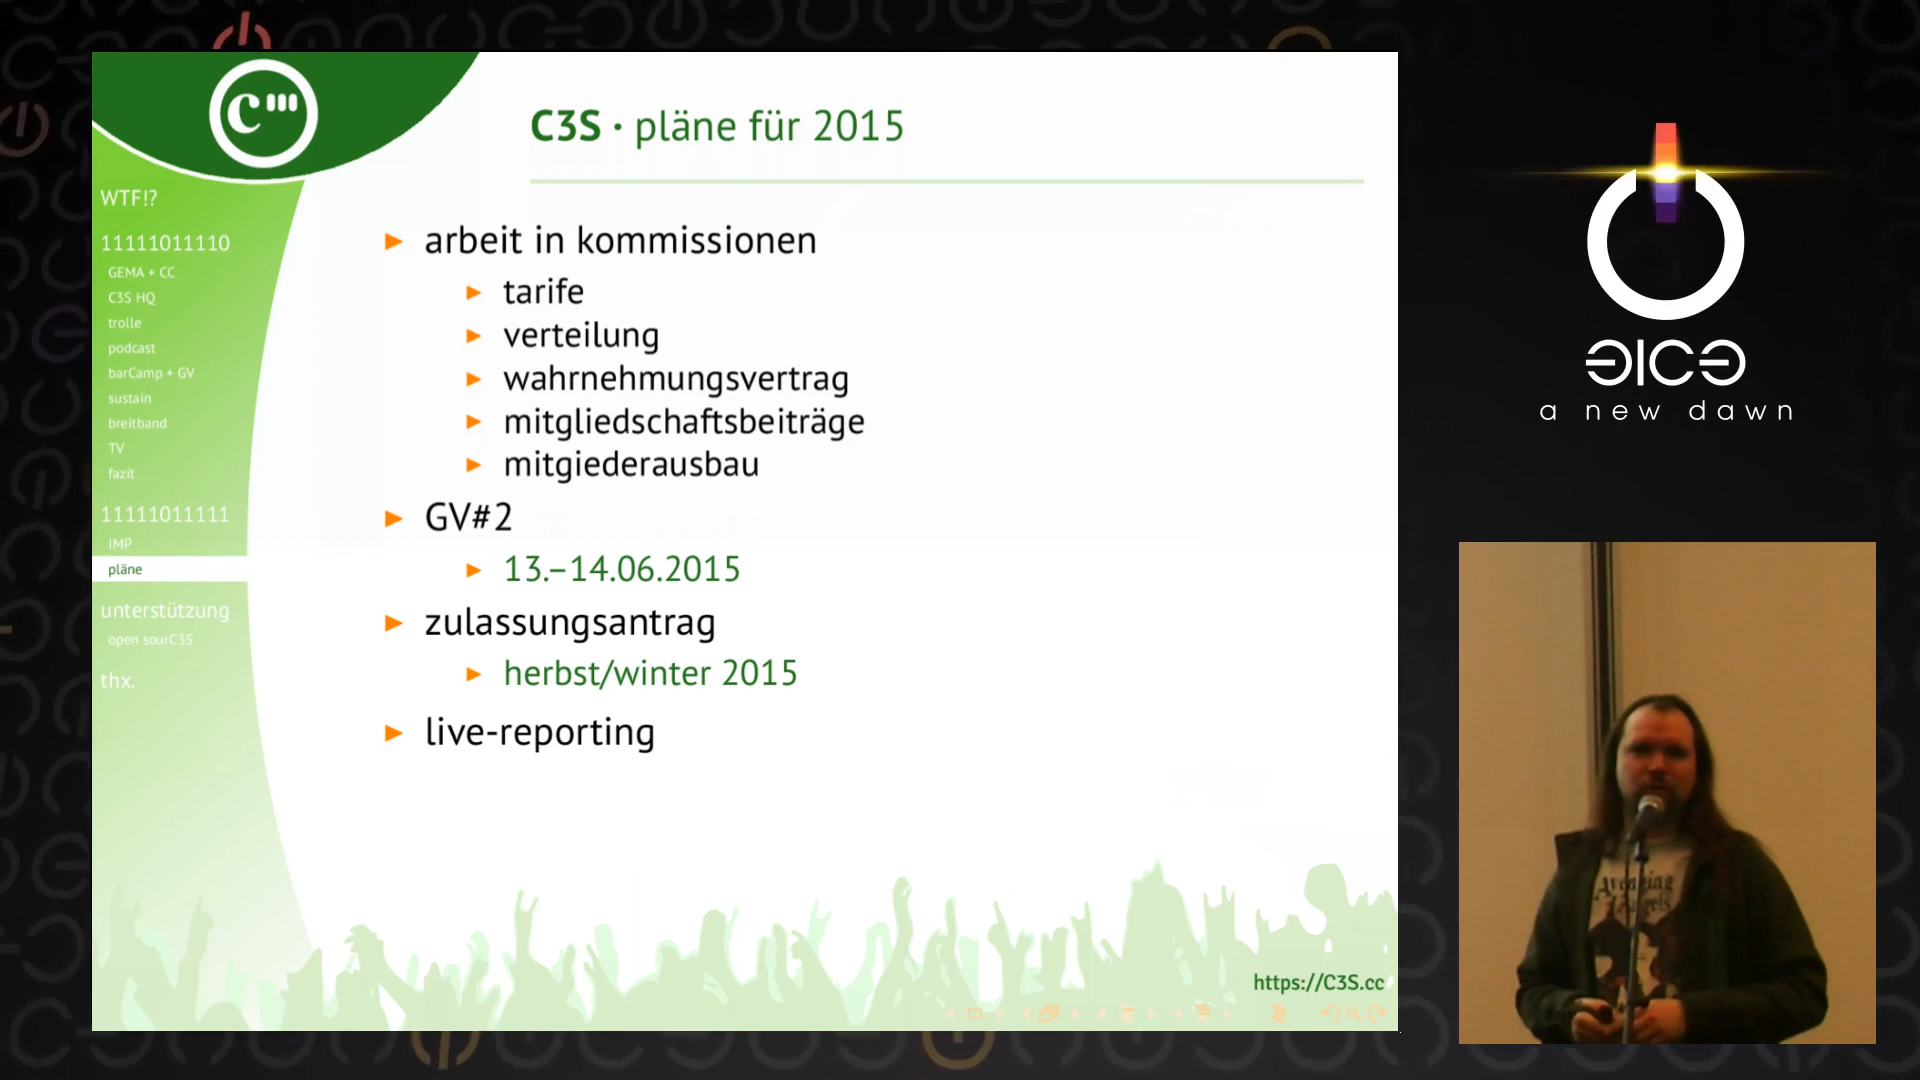 C3S · pläne für 2015
WTF!?
11111011110
GEMA + CC
C3S HQ
trolle
podcast
barCamp + GV
sustain
breitband
TV
fazit
11111011111
IMP
pläne
unterstützung
open sourC3S
thx.
arbeit in kommissionen
tarife
verteilung
wahrnehmungsvertrag
mitgliedschaftsbeiträge
mitgiederausbau
GV#2
13.–14.06.2015
zulassungsantrag
herbst/winter 2015
live-reporting
https://C3S.cc
a new dawn
Avenging
Angels